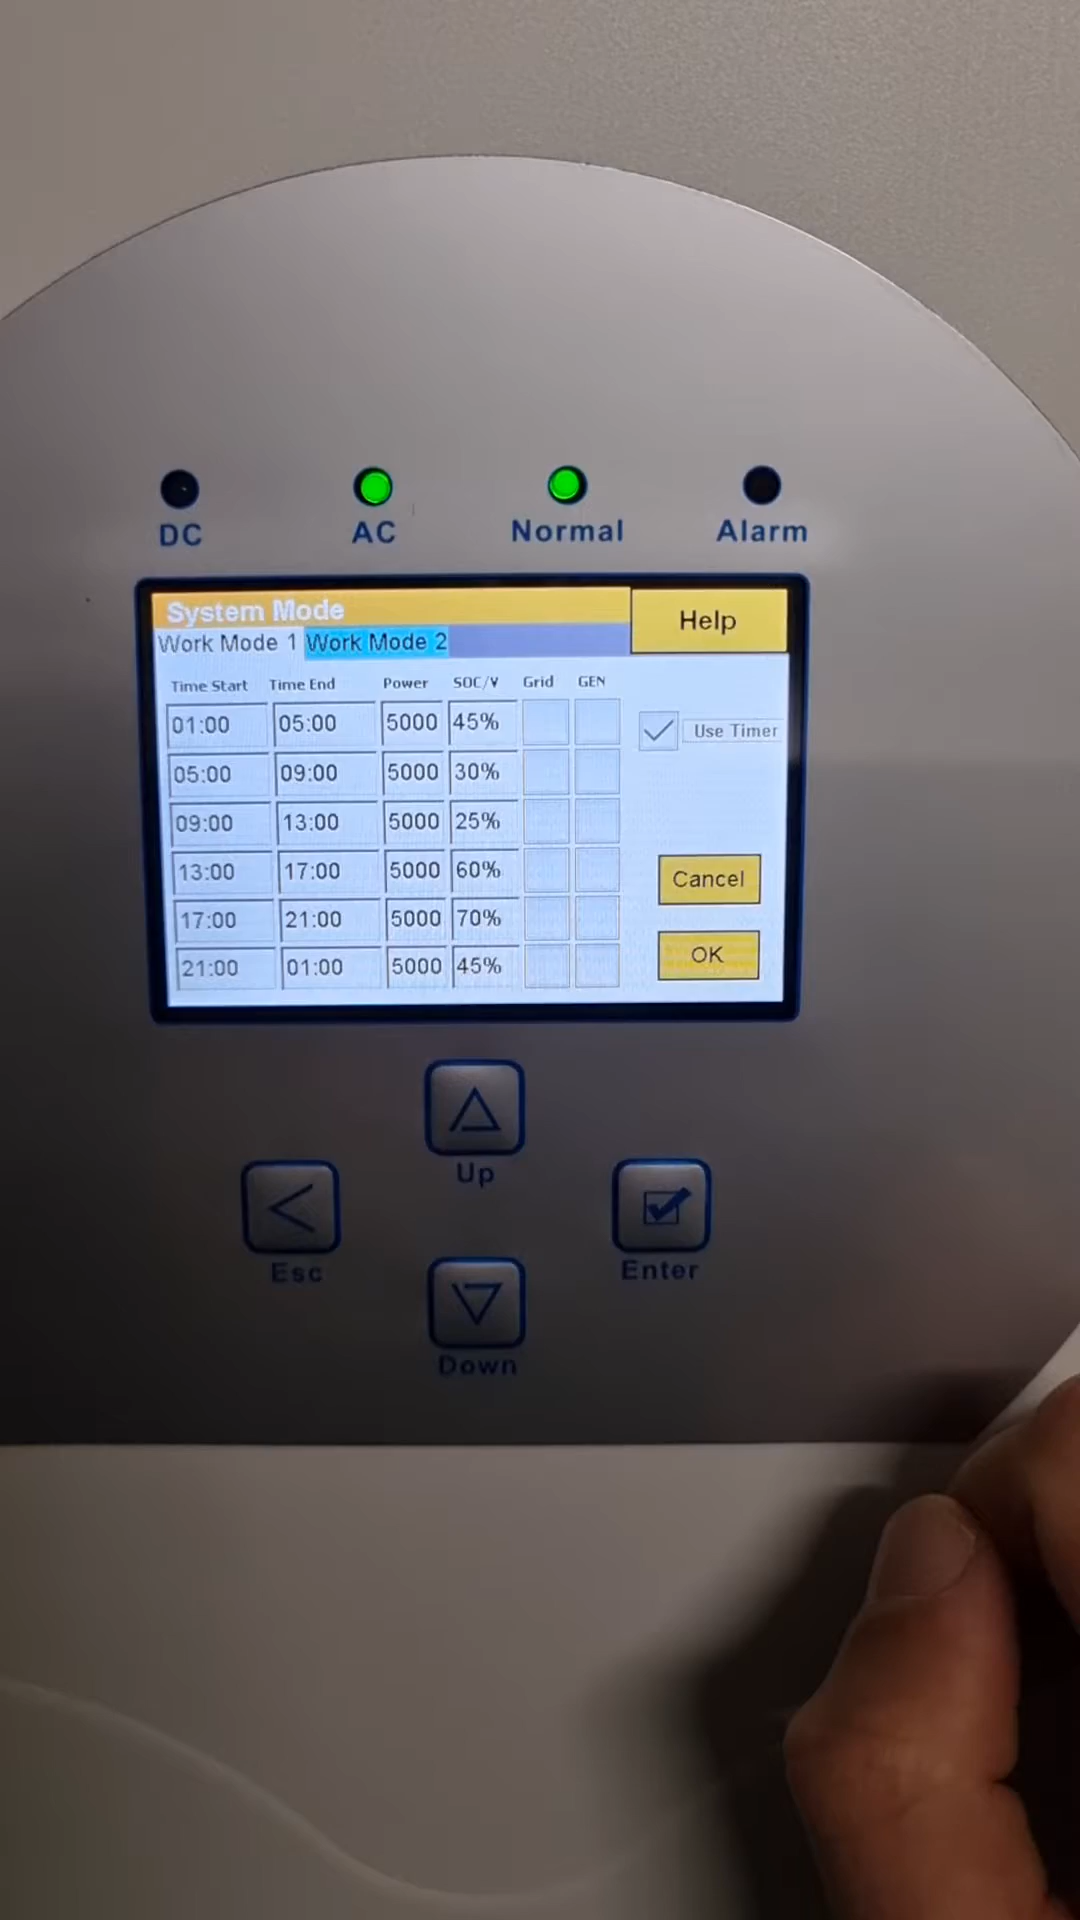 DC AC Normal Alarm
System Mode Help
Work Mode 1 Work Mode 2
Time Start Time End Power SOC/V Grid GEN
01:00 05:00 5000 45% Use Timer
05:00 09:00 5000 30%
09:00 13:00 5000 25%
13:00 17:00 5000 60% Cancel
17:00 21:00 5000 70%
21:00 01:00 5000 45% OK
Up
Esc Enter
Down